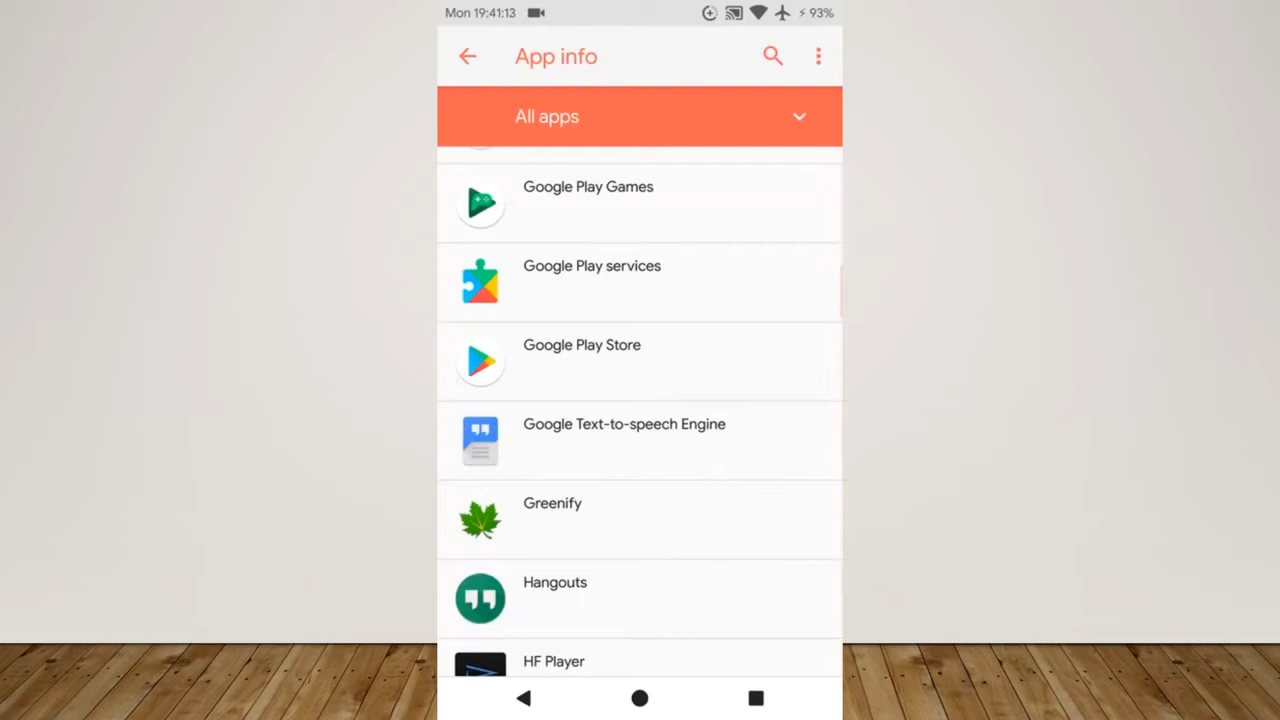 Mon 19:41:13
93%
App info
All apps
Google Play Games
Google Play services
Google Play Store
Google Text-to-speech Engine
Greenify
Hangouts
HF Player